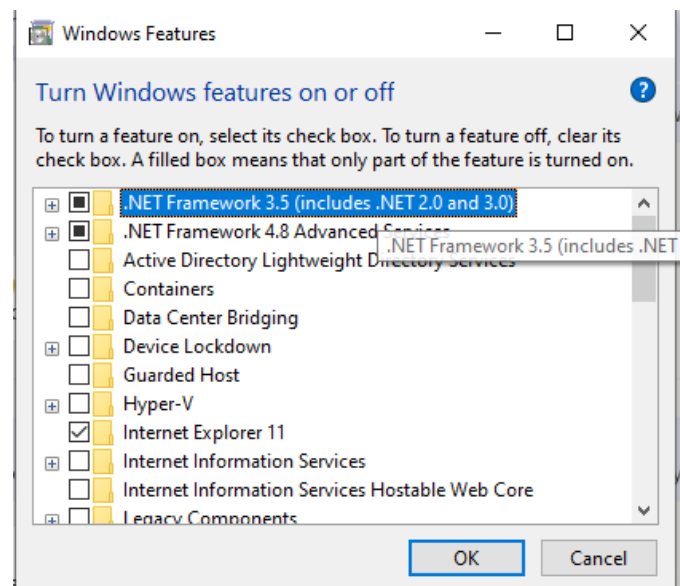 Windows Features
Turn Windows features on or off
?
To turn a feature on, select its check box. To turn a feature off, clear its
check box. A filled box means that only part of the feature is turned on.
.NET Framework 3.5 (includes .NET 2.0 and 3.0)
.NET Framework 4.8 Advanced Services
.NET Framework 3.5 (includes .NET
Active Directory Lightweight Directory Services
Containers
Data Center Bridging
Device Lockdown
Guarded Host
Hyper-V
Internet Explorer 11
Internet Information Services
Internet Information Services Hostable Web Core
Legacy Components
OK
Cancel